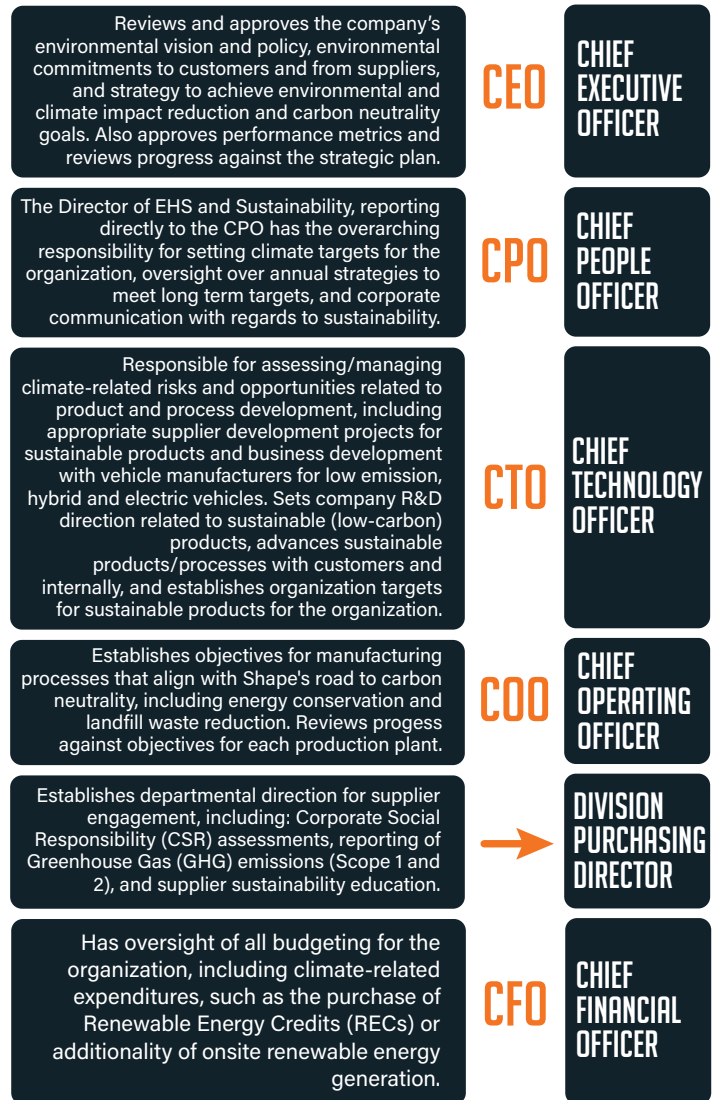 Reviews and approves the company's
environmental vision and policy, environmental
commitments to customers and from suppliers,
and strategy to achieve environmental and
climate impact reduction and carbon neutrality
goals. Also approves performance metrics and
reviews progress against the strategic plan.
CEO
CHIEF
EXECUTIVE
OFFICER
The Director of EHS and Sustainability, reporting
directly to the CPO has the overarching
responsibility for setting climate targets for the
organization, oversight over annual strategies to
meet long term targets, and corporate
communication with regards to sustainability.
CPO
CHIEF
PEOPLE
OFFICER
Responsible for assessing/managing
climate-related risks and opportunities related to
product and process development, including
appropriate supplier development projects for
sustainable products and business development
with vehicle manufacturers for low emission,
hybrid and electric vehicles. Sets company R&D
direction related to sustainable (low-carbon)
products, advances sustainable
products/processes with customers and
internally, and establishes organization targets
for sustainable products for the organization.
CTO
CHIEF
TECHNOLOGY
OFFICER
Establishes objectives for manufacturing
processes that align with Shape's road to carbon
neutrality, including energy conservation and
landfill waste reduction. Reviews progess
against objectives for each production plant.
COO
CHIEF
OPERATING
OFFICER
Establishes departmental direction for supplier
engagement, including: Corporate Social
Responsibility (CSR) assessments, reporting of
Greenhouse Gas (GHG) emissions (Scope 1 and
2), and supplier sustainability education.
DIVISION
PURCHASING
DIRECTOR
Has oversight of all budgeting for the
organization, including climate-related
expenditures, such as the purchase of
Renewable Energy Credits (RECs) or
additionality of onsite renewable energy
generation.
CFO
CHIEF
FINANCIAL
OFFICER